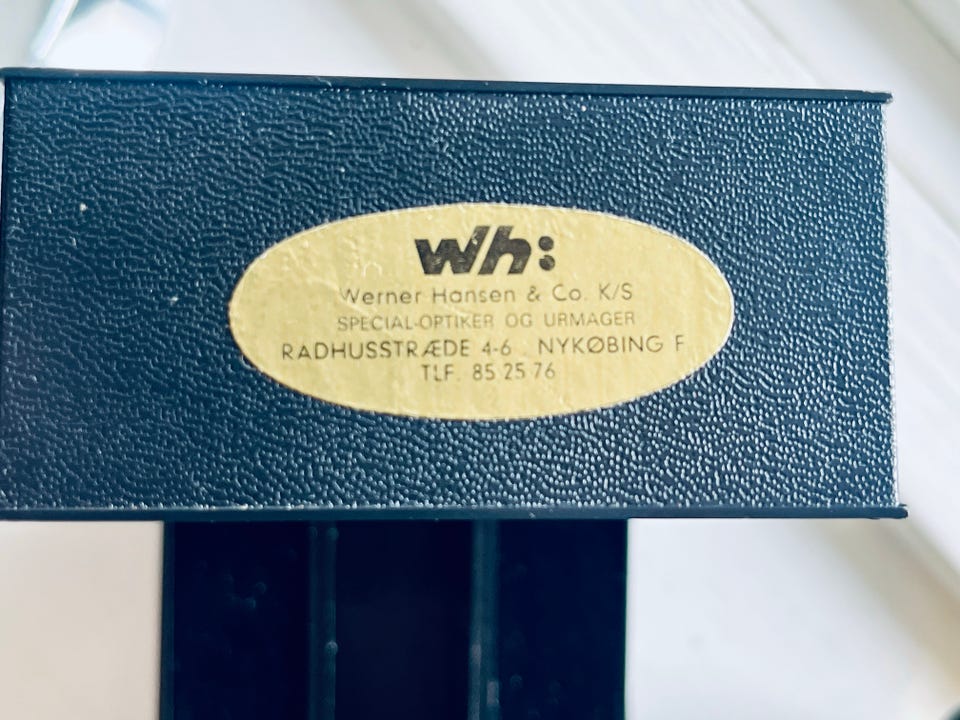 wh:
Werner Hansen & Co. K/S
SPECIAL-OPTIKER OG URMAGER
RADHUSSTRÆDE 4-6 . NYKØBING F
TLF. 85 25 76